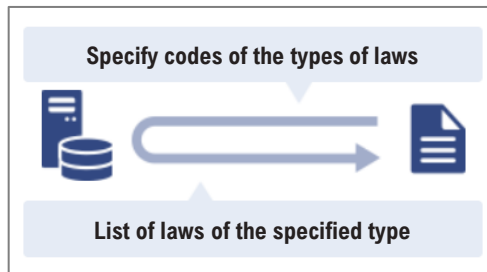 Specify codes of the types of laws
List of laws of the specified type